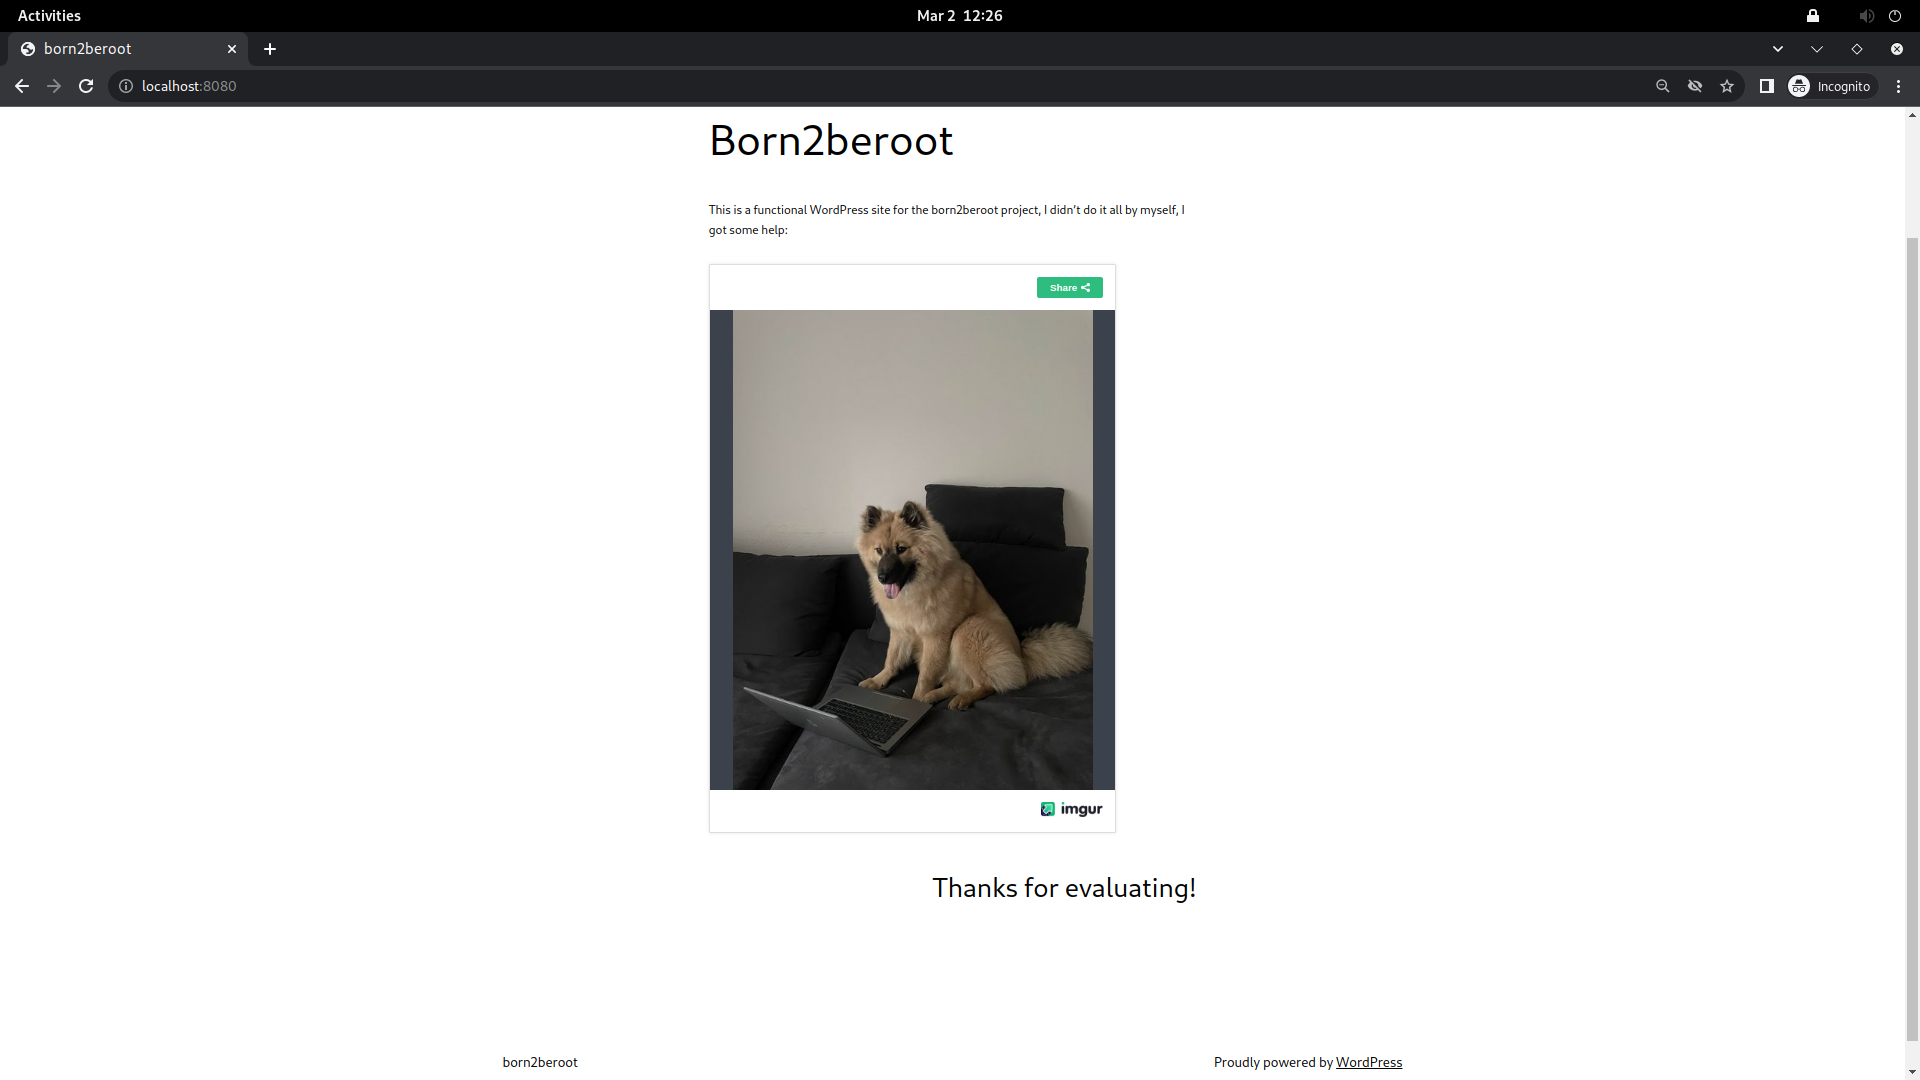 Activities
Mar 2 12:26
born2beroot
localhost:8080
Incognito
Born2beroot
This is a functional WordPress site for the born2beroot project, I didn’t do it all by myself, I
got some help:
Share
imgur
Thanks for evaluating!
born2beroot
Proudly powered by WordPress